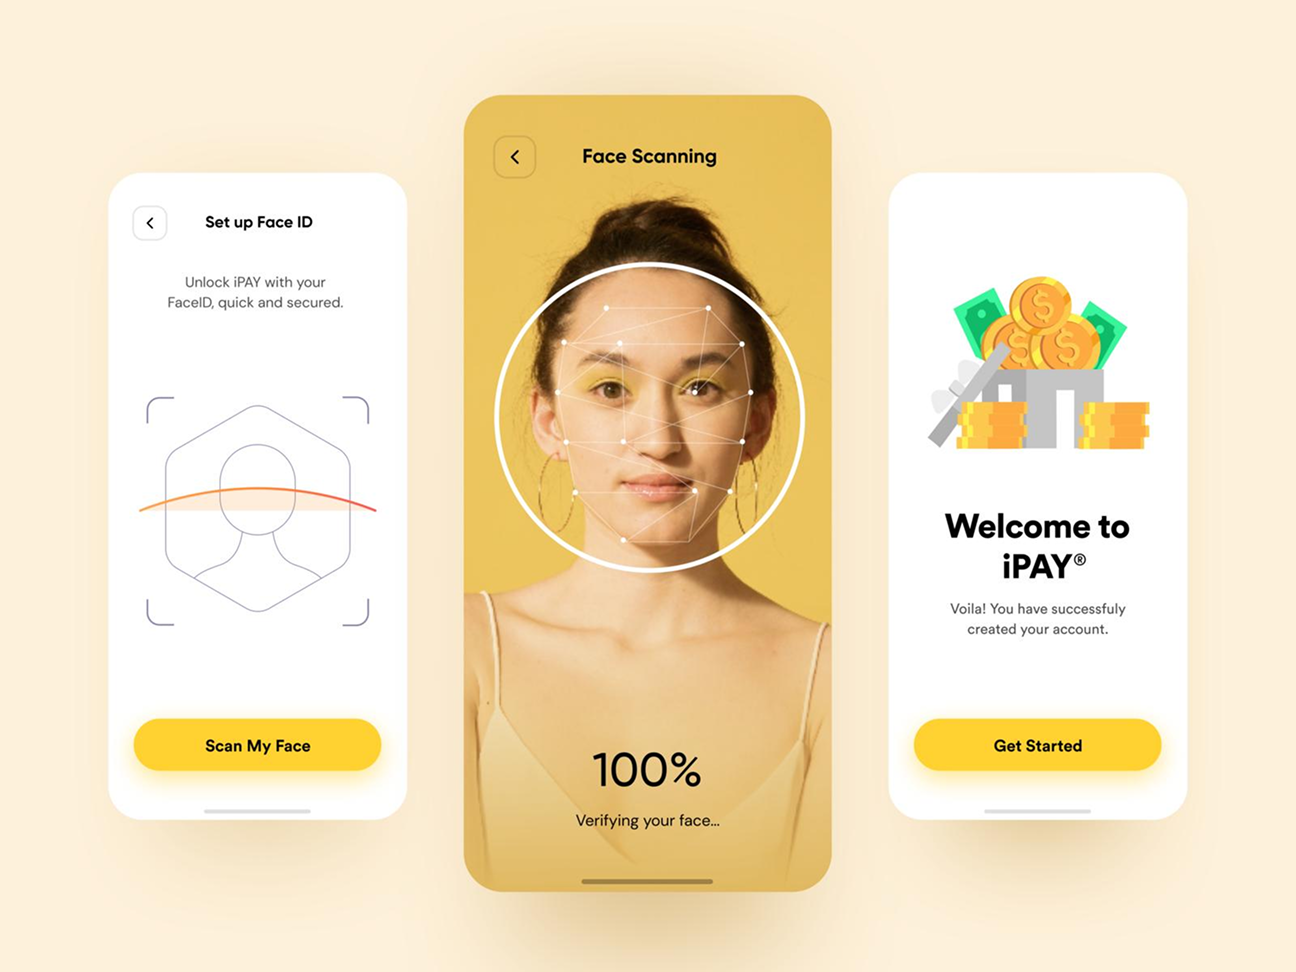 Set up Face ID
Unlock iPAY with your
FaceID, quick and secured.
Scan My Face
Face Scanning
100%
Verifying your face...
$
$
$
Welcome to
iPAY®
Voila! You have successfuly
created your account.
Get Started